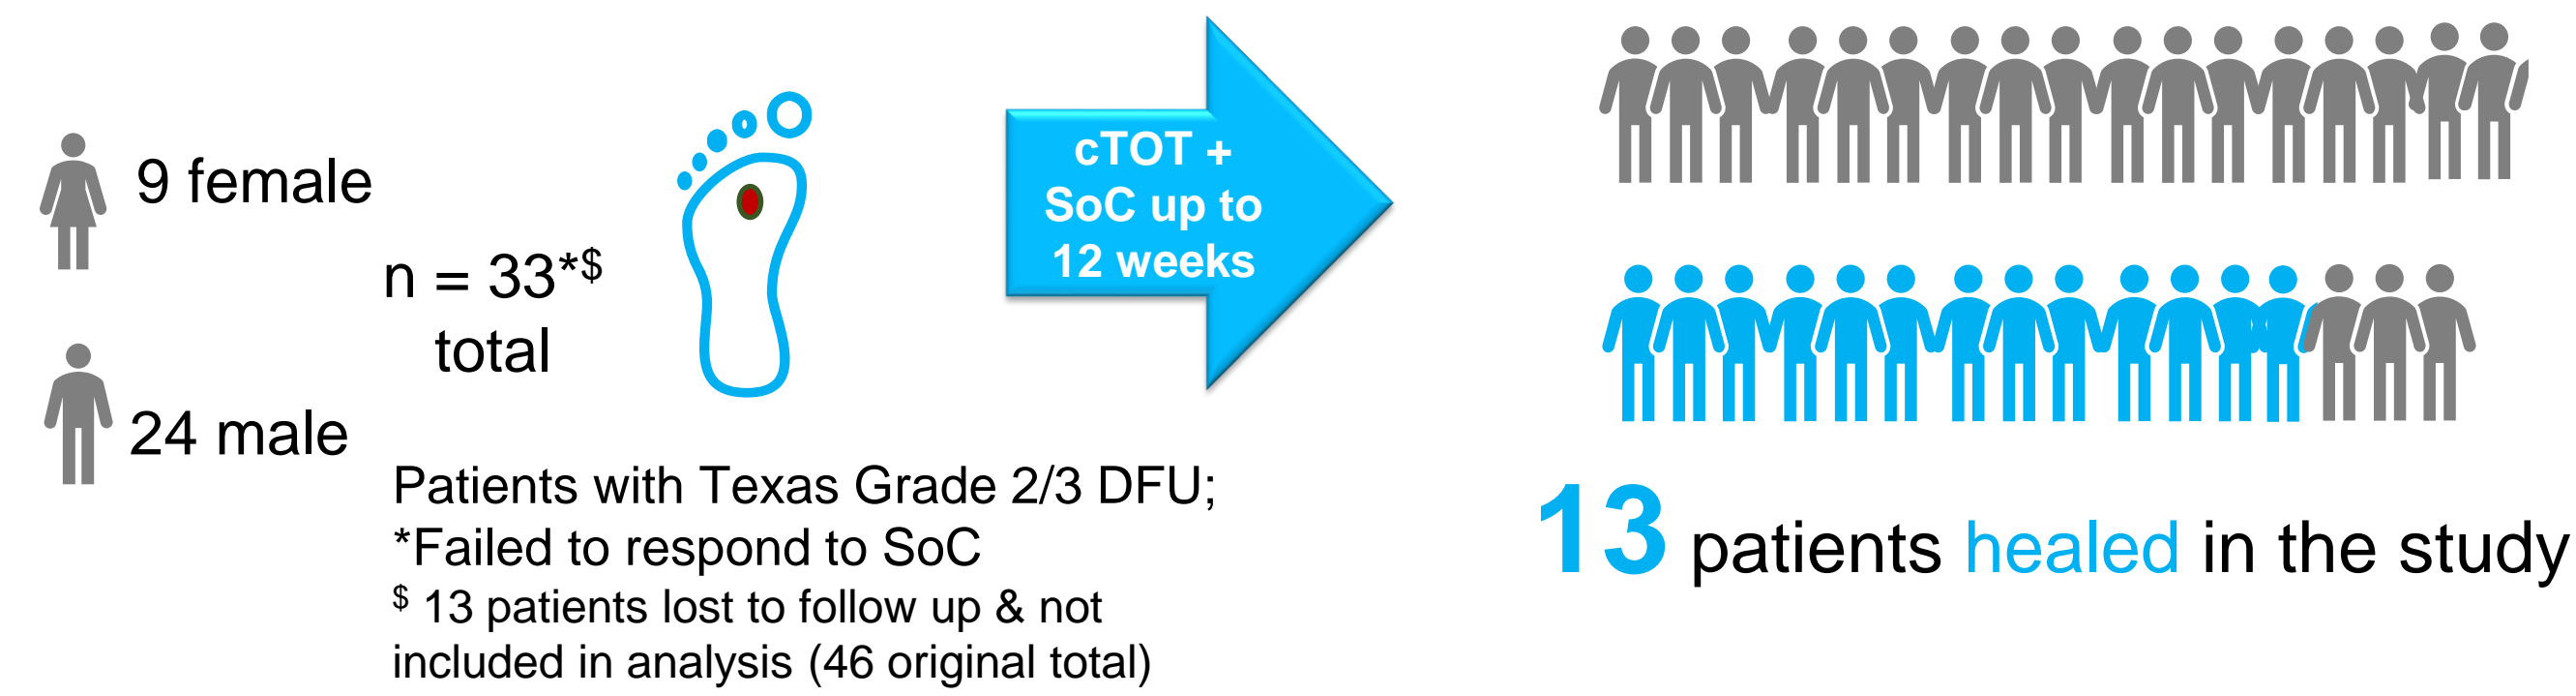 9 female
n = 33*$
total
24 male
Patients with Texas Grade 2/3 DFU;
*Failed to respond to SoC
$ 13 patients lost to follow up & not
included in analysis (46 original total)
cTOT +
SoC up to
12 weeks
13 patients healed in the study